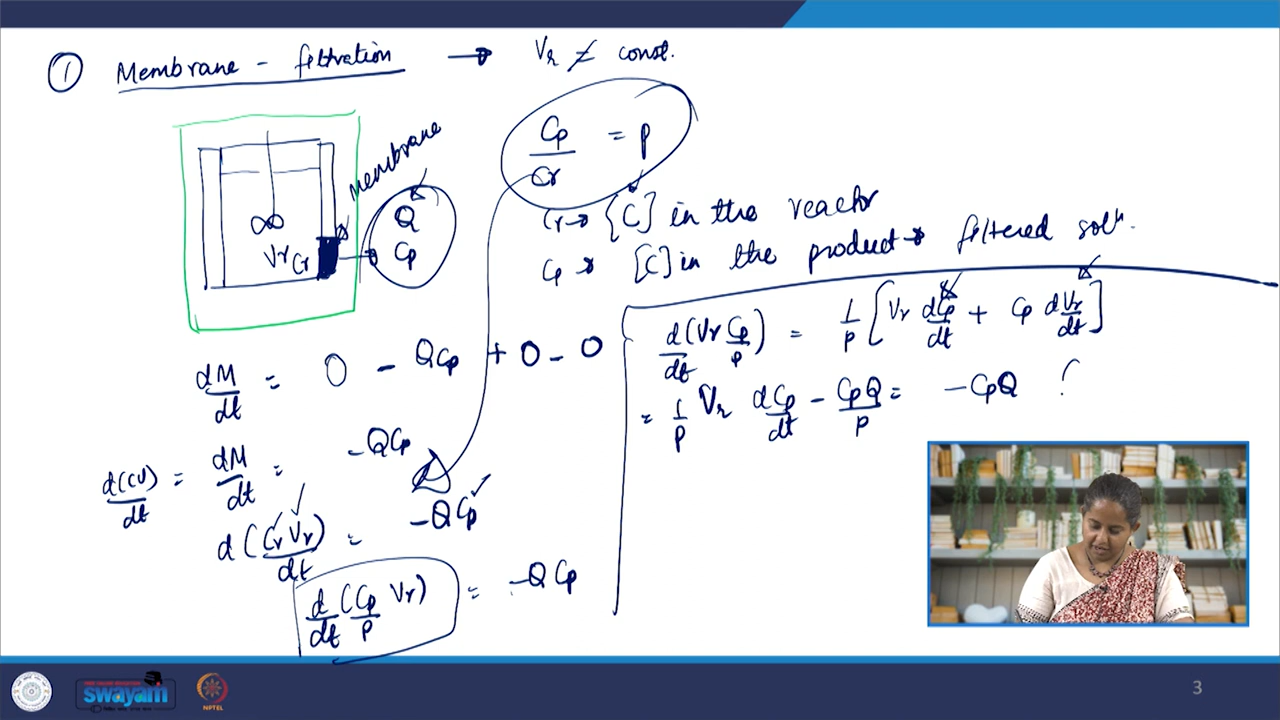 ① Membrane - filtration → Vr ≠ const.
Cp/Cr = p
membrane
Q
Vr Cr → Cp
Cr → [C] in the reactor
Cp → [C] in the product → filtered solⁿ.
dM/dt = 0 - QCp + 0 - 0
d(CV)/dt = dM/dt = -QCp
d(CrVr)/dt = -QCp
d/dt (Cp/p Vr) = -QCp
d/dt (Vr Cp/p) = 1/p [Vr dCp/dt + Cp dVr/dt]
= 1/p Vr dCp/dt - CpQ/p = -CpQ
swayam
NPTEL
3